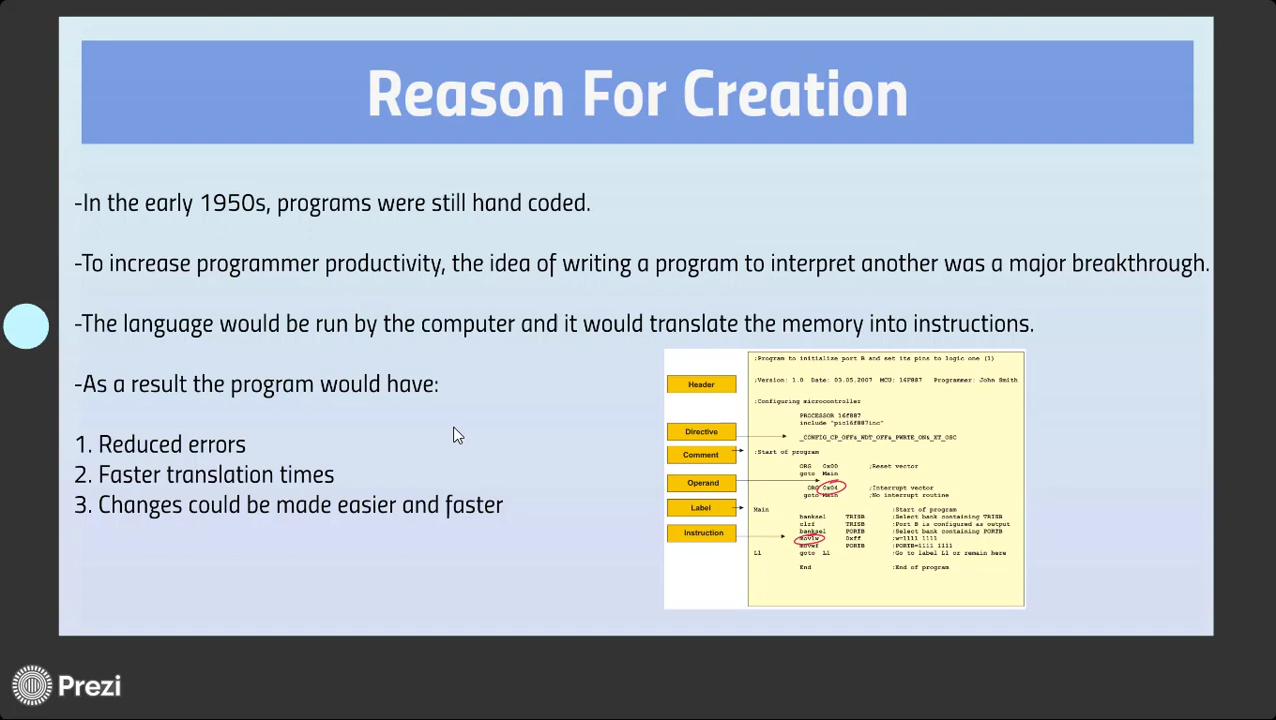 Reason For Creation
-In the early 1950s, programs were still hand coded.
-To increase programmer productivity, the idea of writing a program to interpret another was a major breakthrough.
-The language would be run by the computer and it would translate the memory into instructions.
-As a result the program would have:
1. Reduced errors
2. Faster translation times
3. Changes could be made easier and faster
Header
Directive
Comment
Operand
Label
Instruction
;Program to initialize port B and set its pins to logic one (1)
;Version: 1.0 Date: 03.05.2007 MCU: 16F887 Programmer: John Smith
;Configuring microcontroller
PROCESSOR 16f887
include "pic16f887inc"
_CONFIG_CP_OFF&_WDT_OFF&_PWRTE_ON&_XT_OSC
;Start of program
ORG 0x00 ;Reset vector
goto Main
ORG 0x04 ;Interrupt vector
goto Main ;No interrupt routine
Main ;Start of program
banksel TRISB ;Select bank containing TRISB
clrf TRISB ;Port B is configured as output
banksel PORTB ;Select bank containing PORTB
movlw 0xff ;w=1111 1111
movwf PORTB ;PORTB=1111 1111
L1 goto L1 ;Go to label L1 or remain here
End ;End of program
Prezi